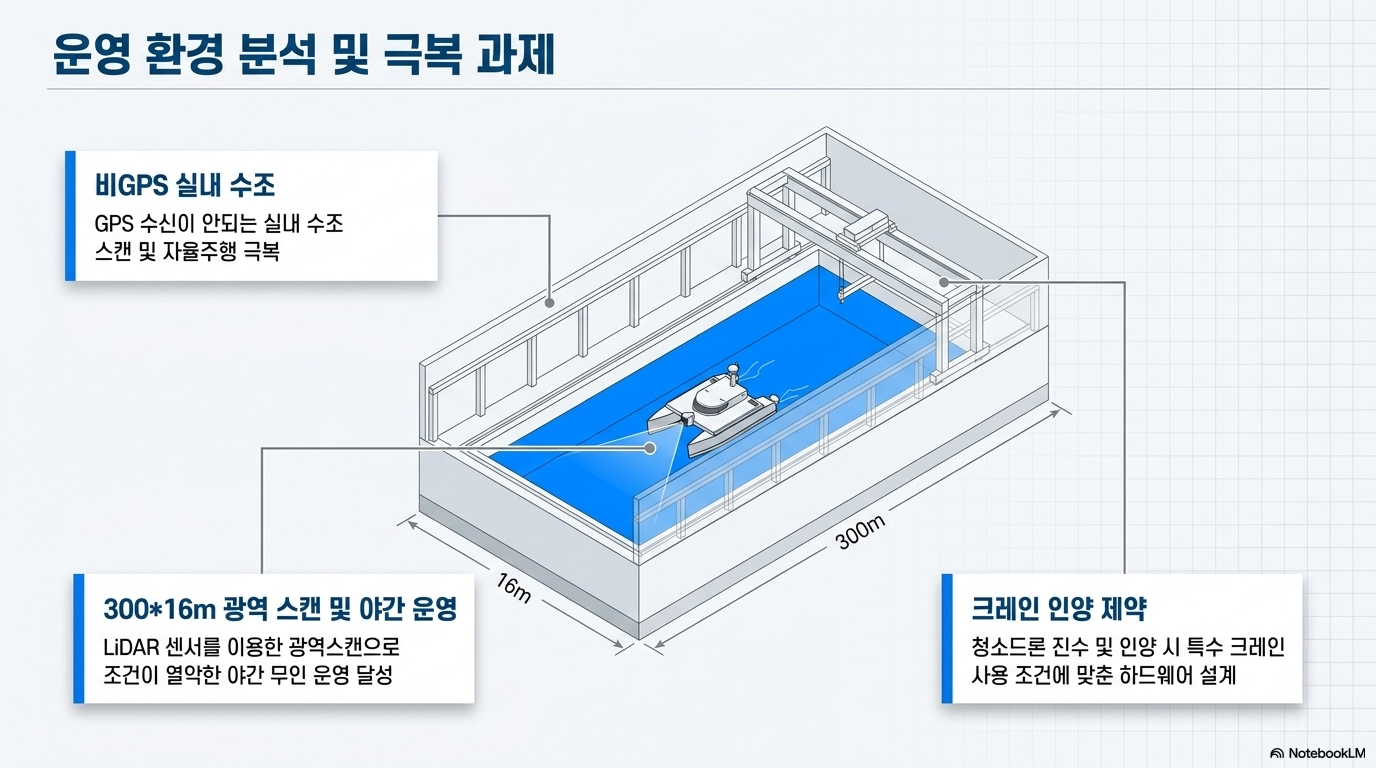 운영 환경 분석 및 극복 과제
비GPS 실내 수조
GPS 수신이 안되는 실내 수조
스캔 및 자율주행 극복
300*16m 광역 스캔 및 야간 운영
LiDAR 센서를 이용한 광역스캔으로
조건이 열악한 야간 무인 운영 달성
16m
300m
크레인 인양 제약
청소드론 진수 및 인양 시 특수 크레인
사용 조건에 맞춘 하드웨어 설계
NotebookLM